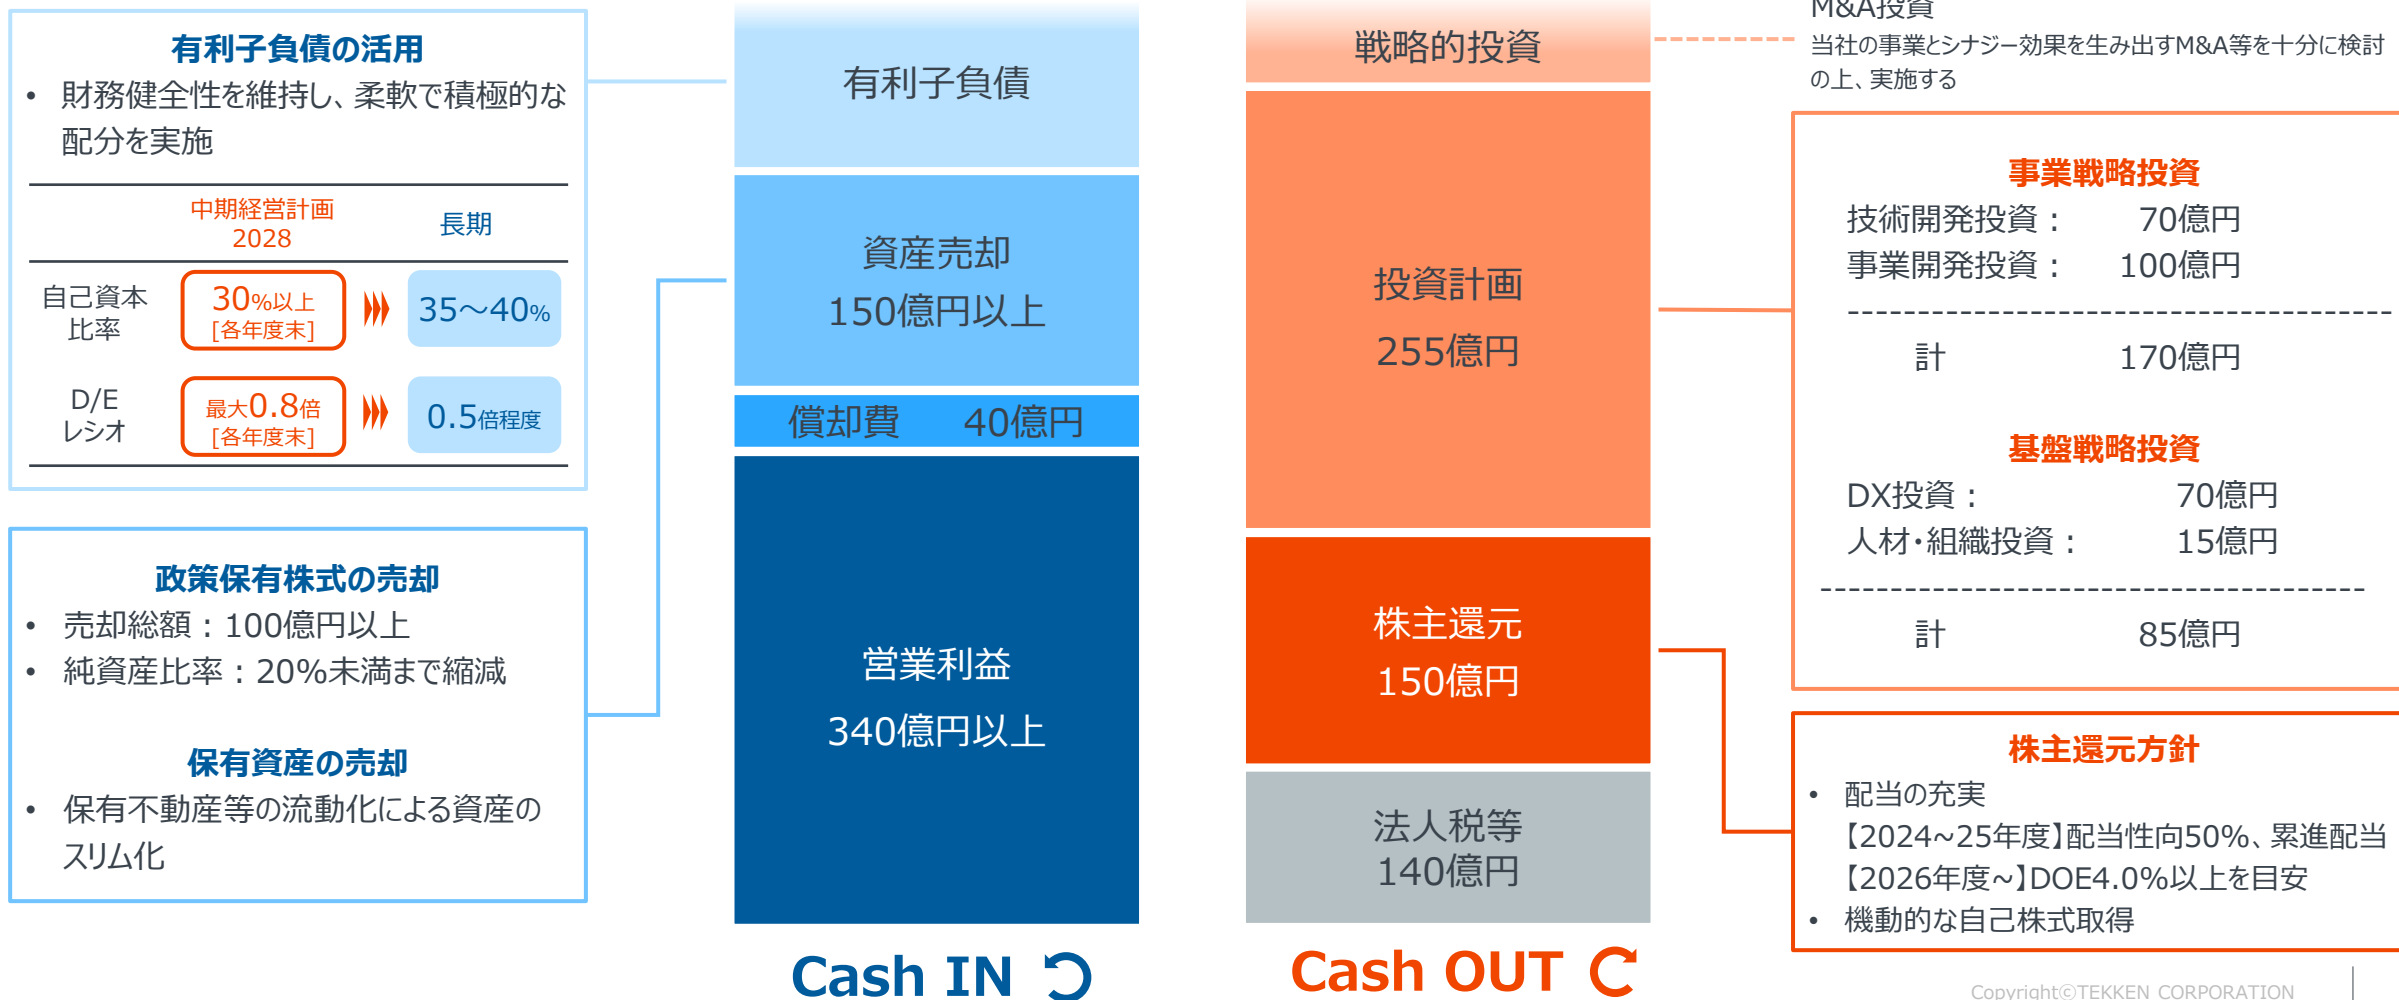 有利子負債の活用
• 財務健全性を維持し、柔軟で積極的な
配分を実施
中期経営計画
2028
長期
自己資本
比率
30%以上
[各年度末]
35～40%
D/E
レシオ
最大0.8倍
[各年度末]
0.5倍程度
政策保有株式の売却
• 売却総額：100億円以上
• 純資産比率：20%未満まで縮減
保有資産の売却
• 保有不動産等の流動化による資産の
スリム化
有利子負債
資産売却
150億円以上
償却費 40億円
営業利益
340億円以上
Cash IN
戦略的投資
投資計画
255億円
株主還元
150億円
法人税等
140億円
Cash OUT
M&A投資
当社の事業とシナジー効果を生み出すM&A等を十分に検討
の上、実施する
事業戦略投資
技術開発投資： 70億円
事業開発投資： 100億円
---------------------------------------
計 170億円
基盤戦略投資
DX投資： 70億円
人材・組織投資： 15億円
---------------------------------------
計 85億円
株主還元方針
• 配当の充実
【2024~25年度】配当性向50%、累進配当
【2026年度~】DOE4.0%以上を目安
• 機動的な自己株式取得
Copyright©TEKKEN CORPORATION